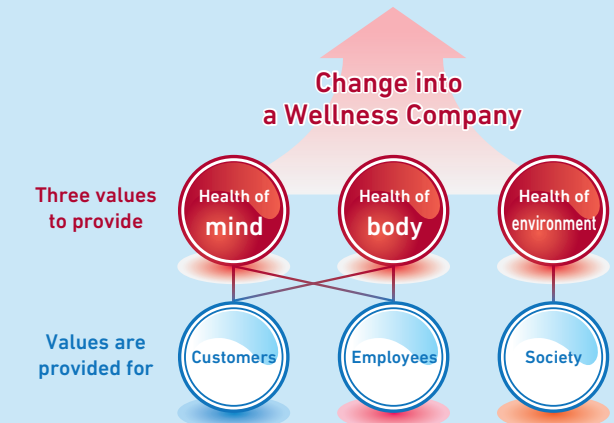 Change into
a Wellness Company
Three values
to provide
Health of
mind
Health of
body
Health of
environment
Values are
provided for
Customers
Employees
Society